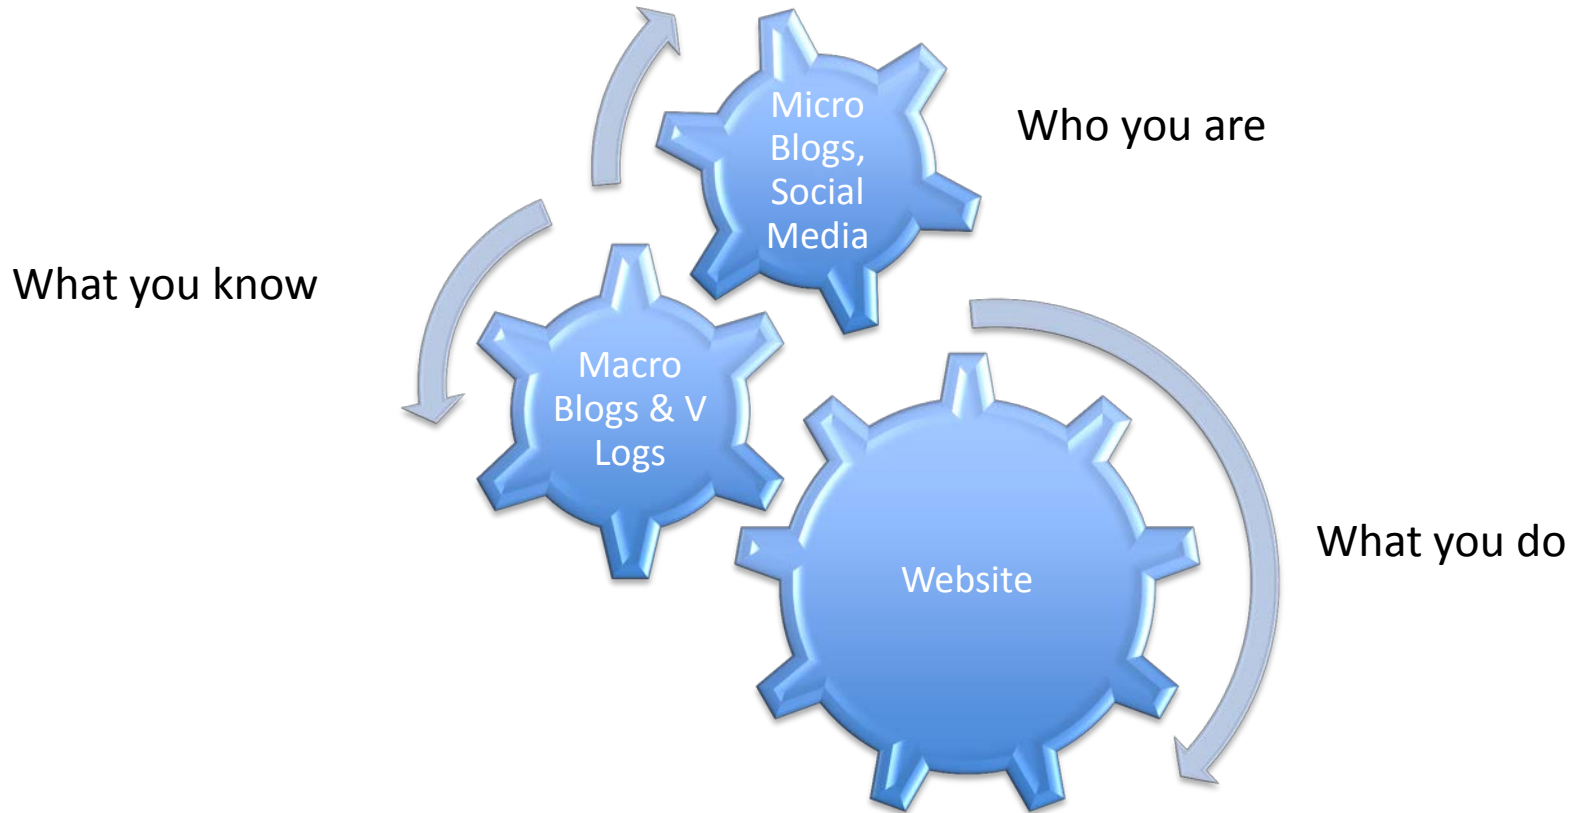 Micro
Blogs,
Social
Media
Who you are
What you know
Macro
Blogs & V
Logs
Website
What you do